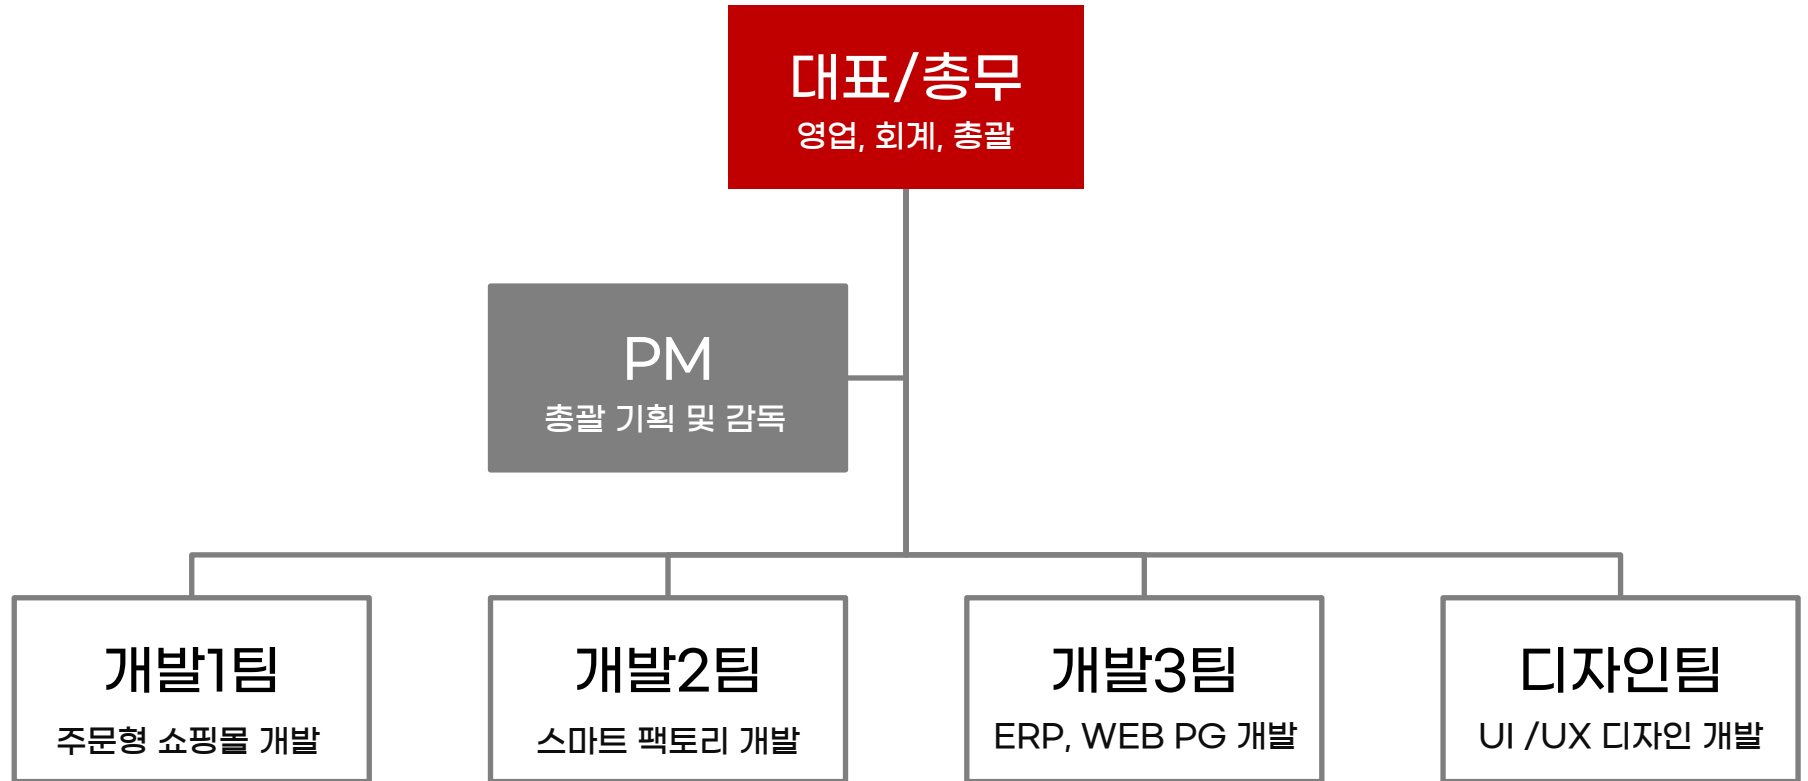 대표/총무
영업, 회계, 총괄
PM
총괄 기획 및 감독
개발1팀
주문형 쇼핑몰 개발
개발2팀
스마트 팩토리 개발
개발3팀
ERP, WEB PG 개발
디자인팀
UI /UX 디자인 개발